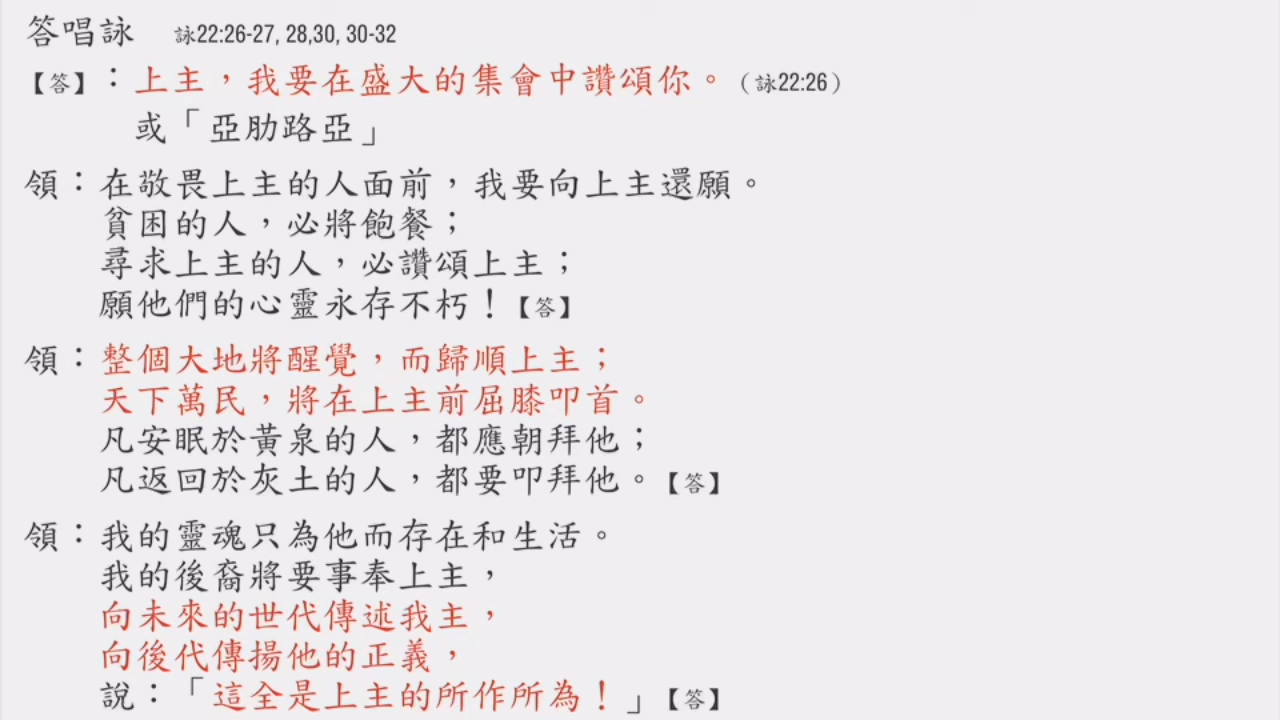 答唱詠 詠22:26-27, 28,30, 30-32
【答】：上主，我要在盛大的集會中讚頌你。（詠22:26）
或「亞肋路亞」
領：在敬畏上主的人面前，我要向上主還願。
貧困的人，必將飽餐；
尋求上主的人，必讚頌上主；
願他們的心靈永存不朽！【答】
領：整個大地將醒覺，而歸順上主；
天下萬民，將在上主前屈膝叩首。
凡安眠於黃泉的人，都應朝拜他；
凡返回於灰土的人，都要叩拜他。【答】
領：我的靈魂只為他而存在和生活。
我的後裔將要事奉上主，
向未來的世代傳述我主，
向後代傳揚他的正義，
說：「這全是上主的所作所為！」【答】